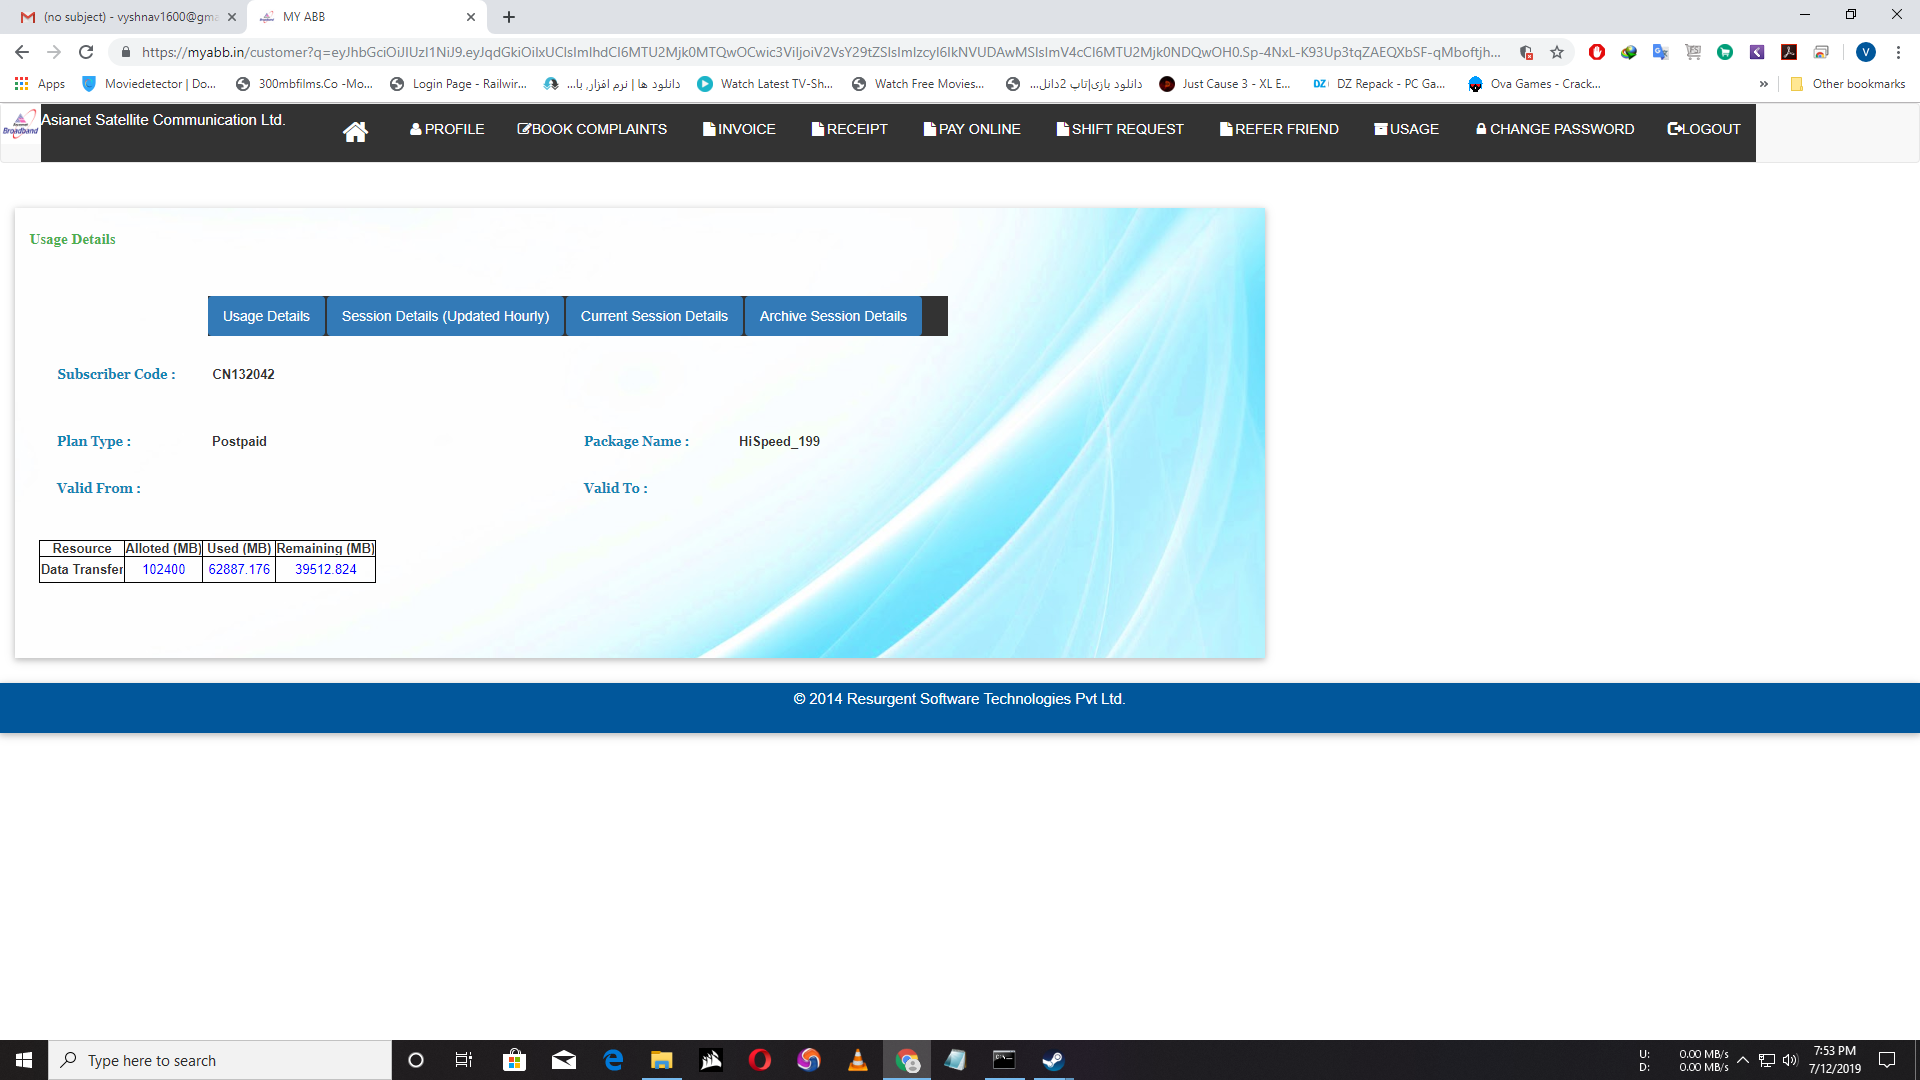 (no subject) - vyshnav1600@gma
MY ABB
https://myabb.in/customer?q=eyJhbGciOiJIUzI1NiJ9.eyJqdGkiOiIxUCIsImlhdCI6MTU2Mjk0MTQwOCwic3ViIjoiV2VsY29tZSIsImlzcyI6IkNVUDAwMSIsImV4cCI6MTU2Mjk0NDQwOH0.Sp-4NxL-K93Up3tqZAEQXbSF-qMboftjh...
Apps
Moviedetector | Do...
300mbfilms.Co -Mo...
Login Page - Railwir...
دانلود ها | نرم افزار, با...
Watch Latest TV-Sh...
Watch Free Movies...
دانلود بازی|تاپ 2دانل...
Just Cause 3 - XL E...
DZ Repack - PC Ga...
Ova Games - Crack...
»
Other bookmarks
Broadband
Asianet Satellite Communication Ltd.
PROFILE
BOOK COMPLAINTS
INVOICE
RECEIPT
PAY ONLINE
SHIFT REQUEST
REFER FRIEND
USAGE
CHANGE PASSWORD
LOGOUT
Usage Details
Usage Details
Session Details (Updated Hourly)
Current Session Details
Archive Session Details
Subscriber Code : CN132042
Plan Type : Postpaid
Package Name : HiSpeed_199
Valid From :
Valid To :
Resource Alloted (MB) Used (MB) Remaining (MB)
Data Transfer 102400 62887.176 39512.824
© 2014 Resurgent Software Technologies Pvt Ltd.
Type here to search
U: 0.00 MB/s
D: 0.00 MB/s
7:53 PM
7/12/2019